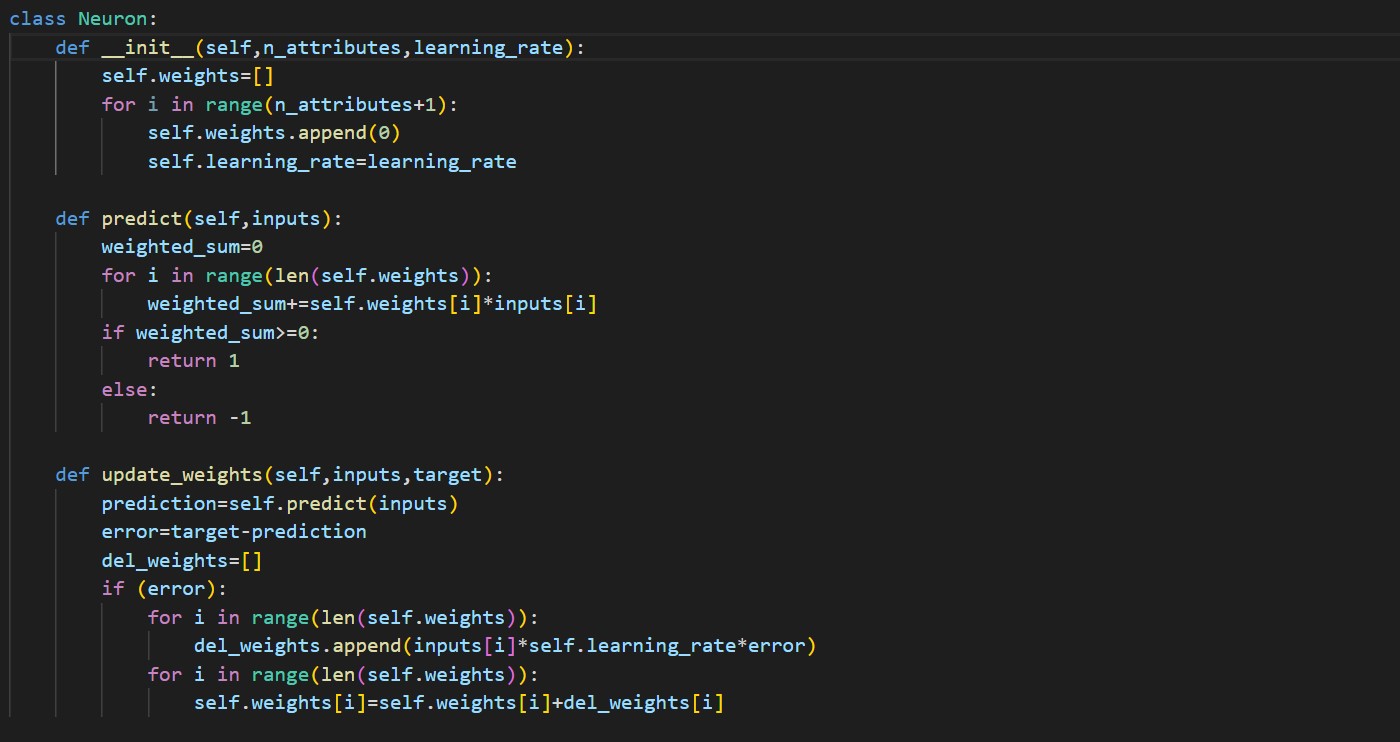 class Neuron:
    def __init__(self,n_attributes,learning_rate):
        self.weights=[]
        for i in range(n_attributes+1):
            self.weights.append(0)
            self.learning_rate=learning_rate

    def predict(self,inputs):
        weighted_sum=0
        for i in range(len(self.weights)):
            weighted_sum+=self.weights[i]*inputs[i]
        if weighted_sum>=0:
            return 1
        else:
            return -1

    def update_weights(self,inputs,target):
        prediction=self.predict(inputs)
        error=target-prediction
        del_weights=[]
        if (error):
            for i in range(len(self.weights)):
                del_weights.append(inputs[i]*self.learning_rate*error)
            for i in range(len(self.weights)):
                self.weights[i]=self.weights[i]+del_weights[i]